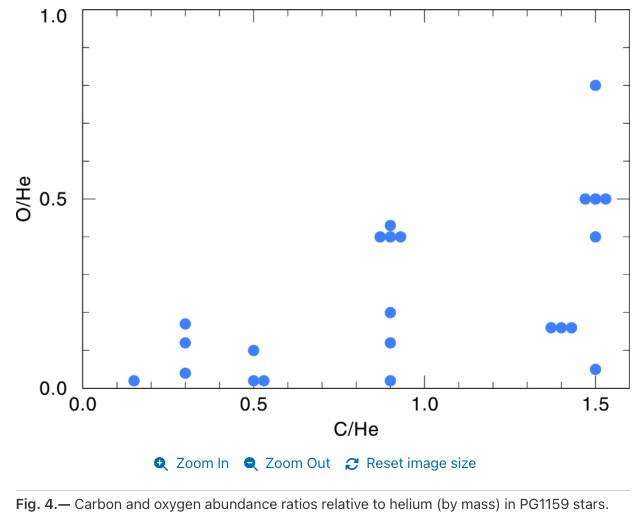 1.0
O/He
0.5
0.0
0.0 0.5 1.0 1.5
C/He
Zoom In Zoom Out Reset image size
Fig. 4.— Carbon and oxygen abundance ratios relative to helium (by mass) in PG1159 stars.